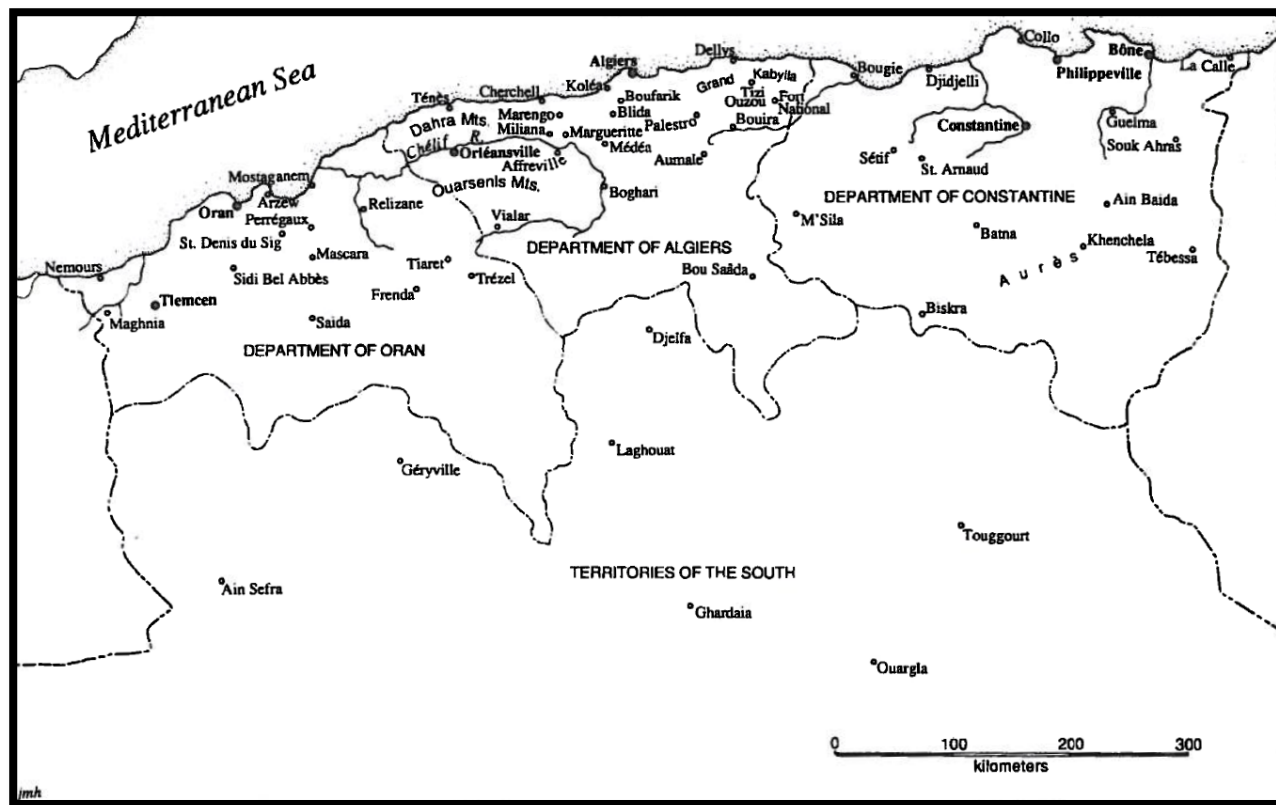 Mediterranean Sea
Collo
Bône
Dellys
Algiers
Bougie
Djidjelli
Philippeville
La Calle
Koléa
Grand Kabylia
Cherchell
Ténès
Boufarik
Tizi
Ouzou
Fort
National
Dahra Mts.
Marengo
Blida
Palestro
Bouira
Constantine
Guelma
Miliana
Margueritte
Chélif R.
Médéa
Souk Ahras
Orléansville
Affreville
Aumale
Sétif
St. Arnaud
Mostaganem
Ouarsenis Mts.
Boghari
DEPARTMENT OF CONSTANTINE
Arzew
Relizane
Ain Baida
Oran
Perrégaux
Vialar
M'Sila
Batna
St. Denis du Sig
DEPARTMENT OF ALGIERS
Khenchela
Mascara
Tiaret
Tébessa
Nemours
Sidi Bel Abbès
Trézel
Bou Saâda
Aurès
Frenda
Tlemcen
Maghnia
Saida
Biskra
Djelfa
DEPARTMENT OF ORAN
Laghouat
Géryville
Touggourt
TERRITORIES OF THE SOUTH
Ain Sefra
Ghardaia
Ouargla
0 100 200 300
kilometers
jmh